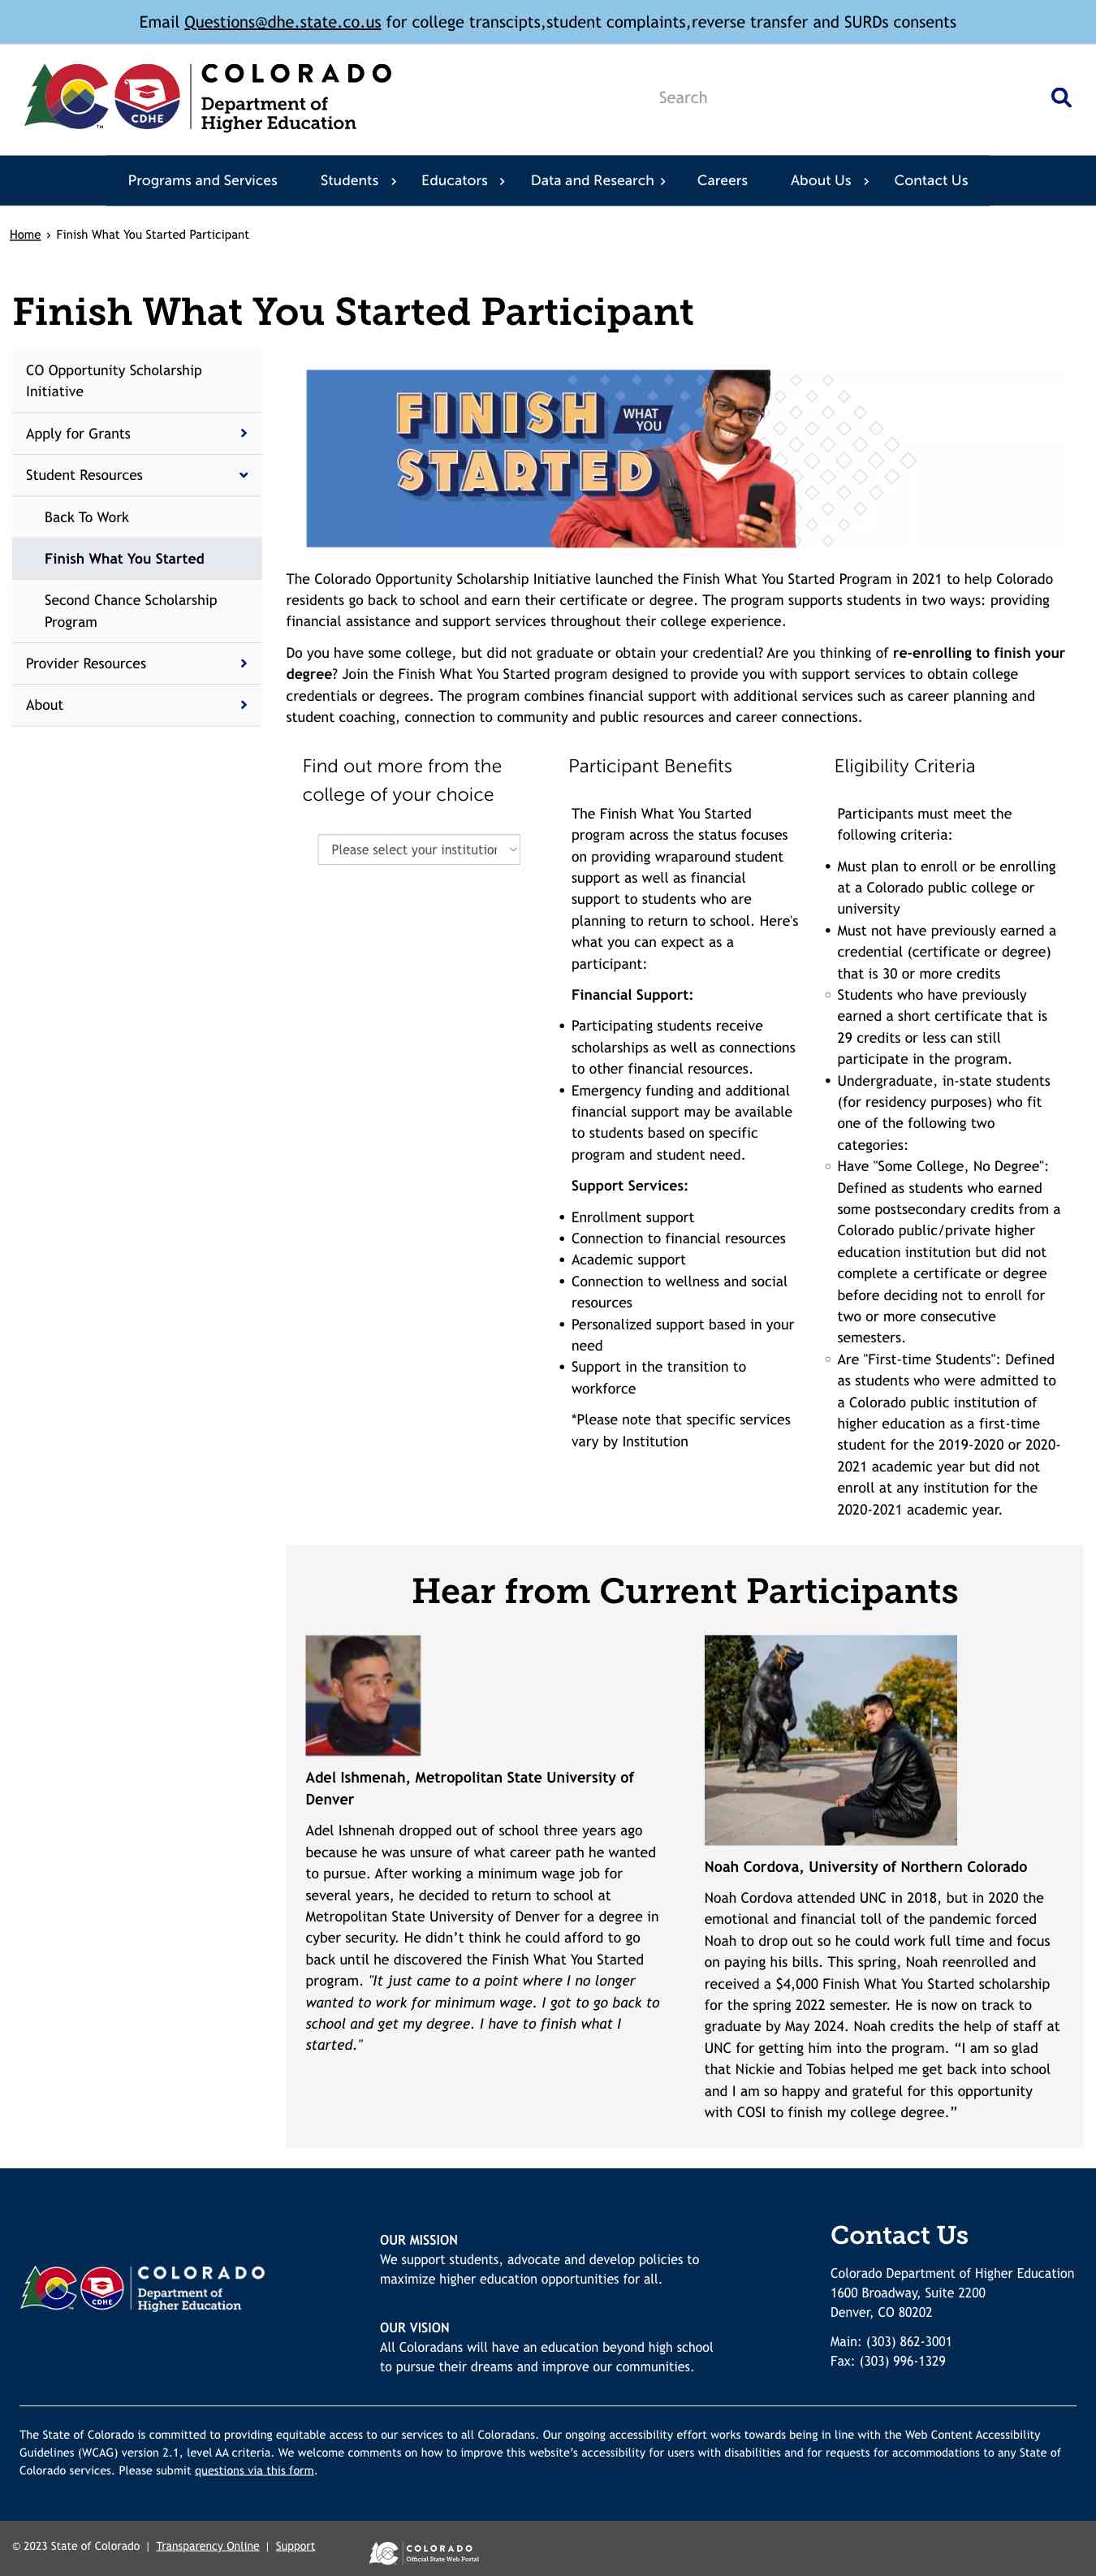 Email Questions@dhe.state.co.us for college transcipts,student complaints,reverse transfer and SURDs consents
COLORADO
Department of
Higher Education
CDHE
TM
Search
Programs and Services
Students
Educators
Data and Research
Careers
About Us
Contact Us
Home › Finish What You Started Participant
Finish What You Started Participant
CO Opportunity Scholarship
Initiative
Apply for Grants
Student Resources
Back To Work
Finish What You Started
Second Chance Scholarship
Program
Provider Resources
About
FINISH WHAT
YOU
STARTED
The Colorado Opportunity Scholarship Initiative launched the Finish What You Started Program in 2021 to help Colorado
residents go back to school and earn their certificate or degree. The program supports students in two ways: providing
financial assistance and support services throughout their college experience.
Do you have some college, but did not graduate or obtain your credential? Are you thinking of re-enrolling to finish your
degree? Join the Finish What You Started program designed to provide you with support services to obtain college
credentials or degrees. The program combines financial support with additional services such as career planning and
student coaching, connection to community and public resources and career connections.
Find out more from the
college of your choice
Please select your institution
Participant Benefits
The Finish What You Started
program across the status focuses
on providing wraparound student
support as well as financial
support to students who are
planning to return to school. Here's
what you can expect as a
participant:
Financial Support:
• Participating students receive
scholarships as well as connections
to other financial resources.
• Emergency funding and additional
financial support may be available
to students based on specific
program and student need.
Support Services:
• Enrollment support
• Connection to financial resources
• Academic support
• Connection to wellness and social
resources
• Personalized support based in your
need
• Support in the transition to
workforce
*Please note that specific services
vary by Institution
Eligibility Criteria
Participants must meet the
following criteria:
• Must plan to enroll or be enrolling
at a Colorado public college or
university
• Must not have previously earned a
credential (certificate or degree)
that is 30 or more credits
○ Students who have previously
earned a short certificate that is
29 credits or less can still
participate in the program.
• Undergraduate, in-state students
(for residency purposes) who fit
one of the following two
categories:
○ Have "Some College, No Degree":
Defined as students who earned
some postsecondary credits from a
Colorado public/private higher
education institution but did not
complete a certificate or degree
before deciding not to enroll for
two or more consecutive
semesters.
○ Are "First-time Students": Defined
as students who were admitted to
a Colorado public institution of
higher education as a first-time
student for the 2019-2020 or 2020-
2021 academic year but did not
enroll at any institution for the
2020-2021 academic year.
Hear from Current Participants
Adel Ishmenah, Metropolitan State University of
Denver
Adel Ishnenah dropped out of school three years ago
because he was unsure of what career path he wanted
to pursue. After working a minimum wage job for
several years, he decided to return to school at
Metropolitan State University of Denver for a degree in
cyber security. He didn’t think he could afford to go
back until he discovered the Finish What You Started
program. "It just came to a point where I no longer
wanted to work for minimum wage. I got to go back to
school and get my degree. I have to finish what I
started."
Noah Cordova, University of Northern Colorado
Noah Cordova attended UNC in 2018, but in 2020 the
emotional and financial toll of the pandemic forced
Noah to drop out so he could work full time and focus
on paying his bills. This spring, Noah reenrolled and
received a $4,000 Finish What You Started scholarship
for the spring 2022 semester. He is now on track to
graduate by May 2024. Noah credits the help of staff at
UNC for getting him into the program. “I am so glad
that Nickie and Tobias helped me get back into school
and I am so happy and grateful for this opportunity
with COSI to finish my college degree.”
COLORADO
Department of
Higher Education
CDHE
OUR MISSION
We support students, advocate and develop policies to
maximize higher education opportunities for all.
OUR VISION
All Coloradans will have an education beyond high school
to pursue their dreams and improve our communities.
Contact Us
Colorado Department of Higher Education
1600 Broadway, Suite 2200
Denver, CO 80202
Main: (303) 862-3001
Fax: (303) 996-1329
The State of Colorado is committed to providing equitable access to our services to all Coloradans. Our ongoing accessibility effort works towards being in line with the Web Content Accessibility
Guidelines (WCAG) version 2.1, level AA criteria. We welcome comments on how to improve this website’s accessibility for users with disabilities and for requests for accommodations to any State of
Colorado services. Please submit questions via this form.
© 2023 State of Colorado | Transparency Online | Support
COLORADO
Official State Web Portal